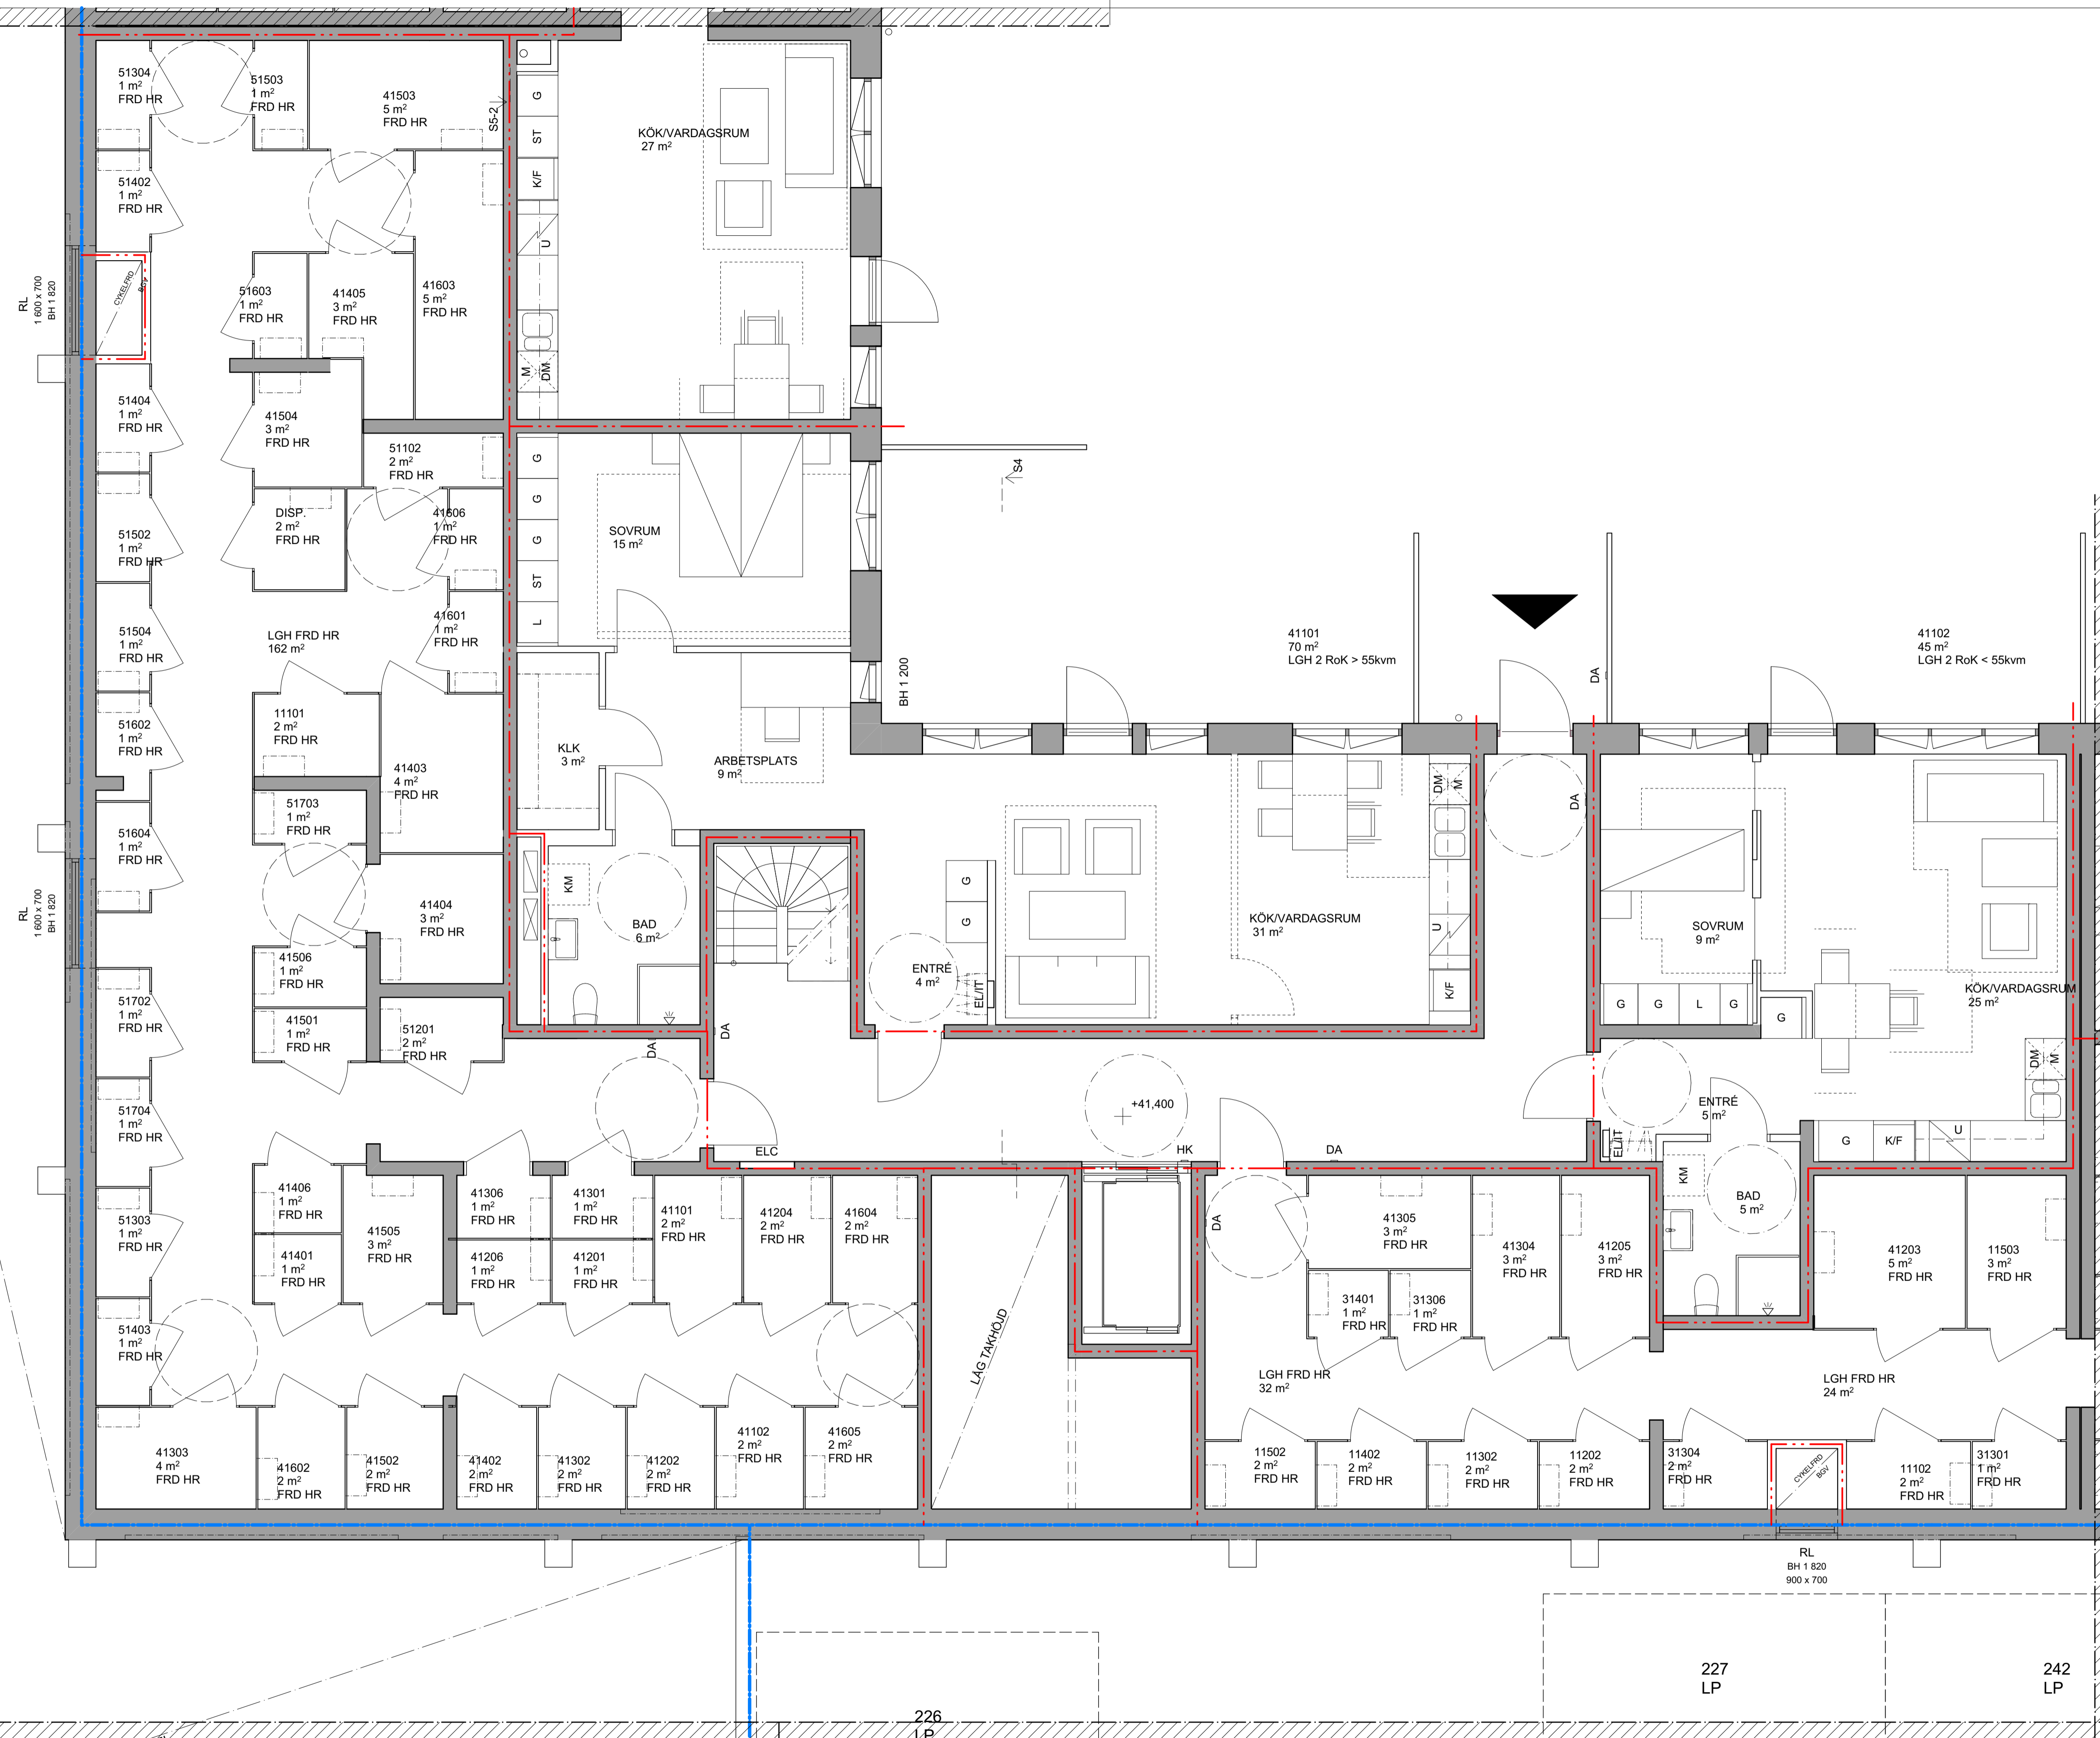 51304
1 m²
FRD HR
51503
1 m²
FRD HR
41503
5 m²
FRD HR
S5-2
G
ST
K/F
U
M
DM
KÖK/VARDAGSRUM
27 m²
51402
1 m²
FRD HR
RL
1 600 x 700
BH 1 820
CYKELFRD
BGV
51603
1 m²
FRD HR
41405
3 m²
FRD HR
41603
5 m²
FRD HR
51404
1 m²
FRD HR
41504
3 m²
FRD HR
51102
2 m²
FRD HR
51502
1 m²
FRD HR
DISP.
2 m²
FRD HR
41606
1 m²
FRD HR
G
G
G
ST
L
SOVRUM
15 m²
S4
51504
1 m²
FRD HR
LGH FRD HR
162 m²
41601
1 m²
FRD HR
41101
70 m²
LGH 2 RoK > 55kvm
41102
45 m²
LGH 2 RoK < 55kvm
BH 1 200
DA
51602
1 m²
FRD HR
11101
2 m²
FRD HR
41403
4 m²
FRD HR
KLK
3 m²
ARBETSPLATS
9 m²
51703
1 m²
FRD HR
51604
1 m²
FRD HR
RL
1 600 x 700
BH 1 820
41404
3 m²
FRD HR
KM
BAD
6 m²
G
G
ENTRÉ
4 m²
EL/IT
KÖK/VARDAGSRUM
31 m²
DM
M
U
K/F
DA
SOVRUM
9 m²
G
G
L
G
G
KÖK/VARDAGSRUM
25 m²
41506
1 m²
FRD HR
51702
1 m²
FRD HR
41501
1 m²
FRD HR
51201
2 m²
FRD HR
DA
DA
DM
M
51704
1 m²
FRD HR
+41,400
ELC
HK
DA
ENTRÉ
5 m²
EL/IT
G
K/F
U
41406
1 m²
FRD HR
41306
1 m²
FRD HR
41301
1 m²
FRD HR
41101
2 m²
FRD HR
41204
2 m²
FRD HR
41604
2 m²
FRD HR
KM
BAD
5 m²
51303
1 m²
FRD HR
41505
3 m²
FRD HR
41401
1 m²
FRD HR
41206
1 m²
FRD HR
41201
1 m²
FRD HR
DA
41305
3 m²
FRD HR
41304
3 m²
FRD HR
41205
3 m²
FRD HR
41203
5 m²
FRD HR
11503
3 m²
FRD HR
31401
1 m²
FRD HR
31306
1 m²
FRD HR
51403
1 m²
FRD HR
LÅG TAKHÖJD
LGH FRD HR
32 m²
LGH FRD HR
24 m²
41303
4 m²
FRD HR
41602
2 m²
FRD HR
41502
2 m²
FRD HR
41402
2 m²
FRD HR
41302
2 m²
FRD HR
41202
2 m²
FRD HR
41102
2 m²
FRD HR
41605
2 m²
FRD HR
11502
2 m²
FRD HR
11402
2 m²
FRD HR
11302
2 m²
FRD HR
11202
2 m²
FRD HR
31304
2 m²
FRD HR
CYKELFRD
BGV
11102
2 m²
FRD HR
31301
1 m²
FRD HR
RL
BH 1 820
900 x 700
227
LP
242
LP
226
LP